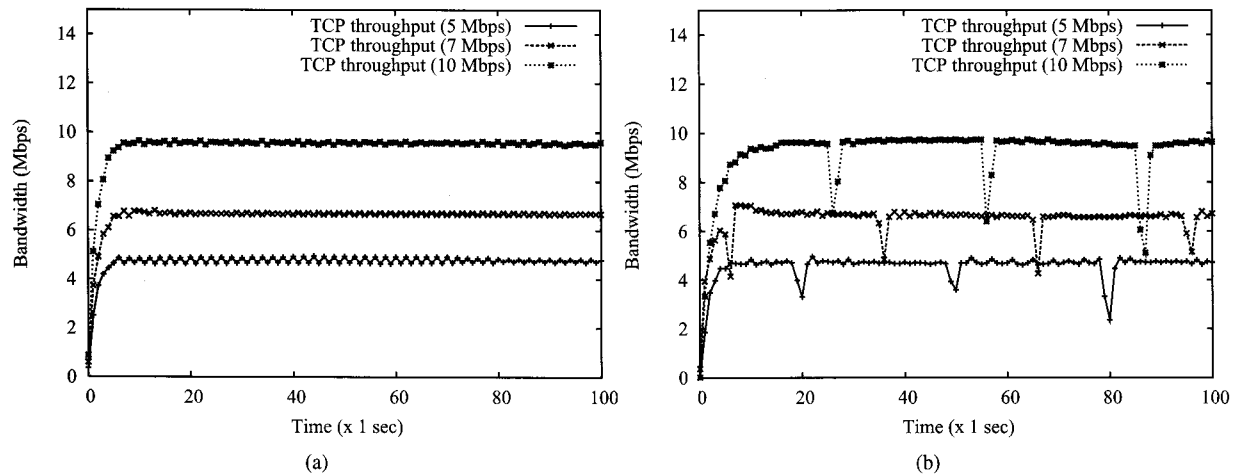 14
12
10
8
6
4
2
0
Bandwidth (Mbps)
TCP throughput (5 Mbps)
TCP throughput (7 Mbps)
TCP throughput (10 Mbps)
0 20 40 60 80 100
Time (x 1 sec)
(a)
14
12
10
8
6
4
2
0
Bandwidth (Mbps)
TCP throughput (5 Mbps)
TCP throughput (7 Mbps)
TCP throughput (10 Mbps)
0 20 40 60 80 100
Time (x 1 sec)
(b)